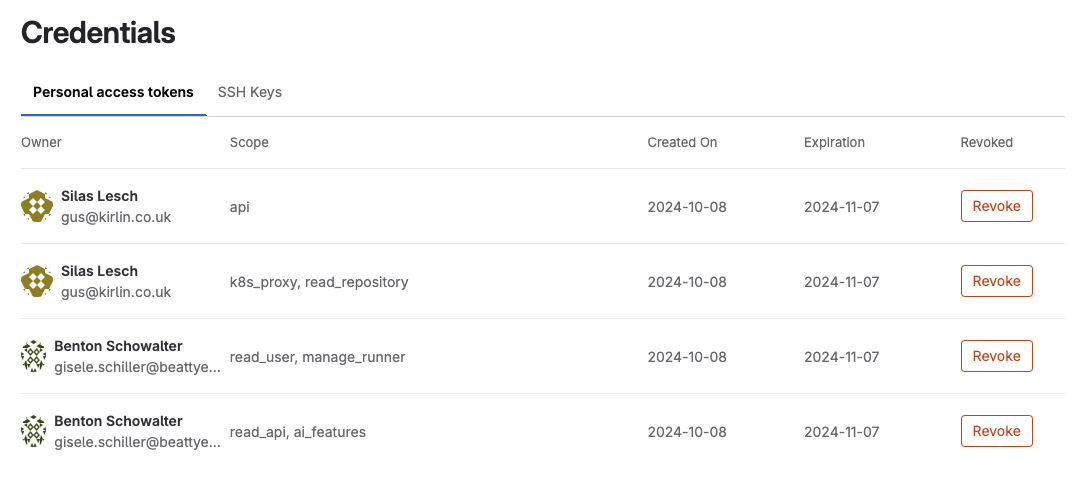 Credentials
Personal access tokens SSH Keys
Owner Scope Created On Expiration Revoked
Silas Lesch
gus@kirlin.co.uk
api 2024-10-08 2024-11-07 Revoke
Silas Lesch
gus@kirlin.co.uk
k8s_proxy, read_repository 2024-10-08 2024-11-07 Revoke
Benton Schowalter
gisele.schiller@beattye...
read_user, manage_runner 2024-10-08 2024-11-07 Revoke
Benton Schowalter
gisele.schiller@beattye...
read_api, ai_features 2024-10-08 2024-11-07 Revoke